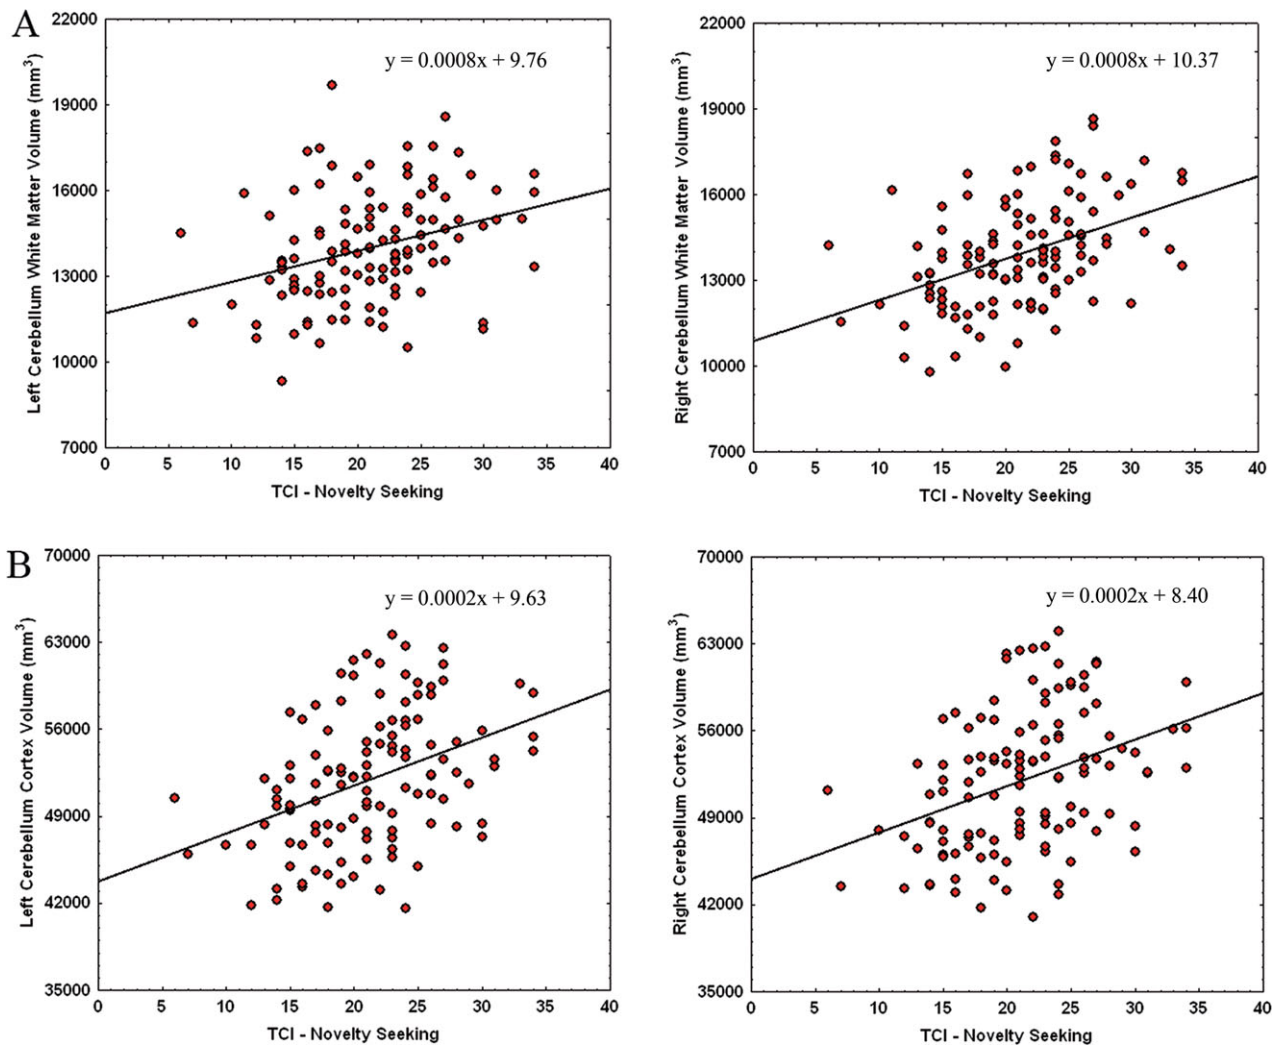 A
22000
19000
16000
13000
10000
7000
Left Cerebellum White Matter Volume (mm³)
y = 0.0008x + 9.76
0 5 10 15 20 25 30 35 40
TCI - Novelty Seeking
22000
19000
16000
13000
10000
7000
Right Cerebellum White Matter Volume (mm³)
y = 0.0008x + 10.37
0 5 10 15 20 25 30 35 40
TCI - Novelty Seeking
B
70000
63000
56000
49000
42000
35000
Left Cerebellum Cortex Volume (mm³)
y = 0.0002x + 9.63
0 5 10 15 20 25 30 35 40
TCI - Novelty Seeking
70000
63000
56000
49000
42000
35000
Right Cerebellum Cortex Volume (mm³)
y = 0.0002x + 8.40
0 5 10 15 20 25 30 35 40
TCI - Novelty Seeking